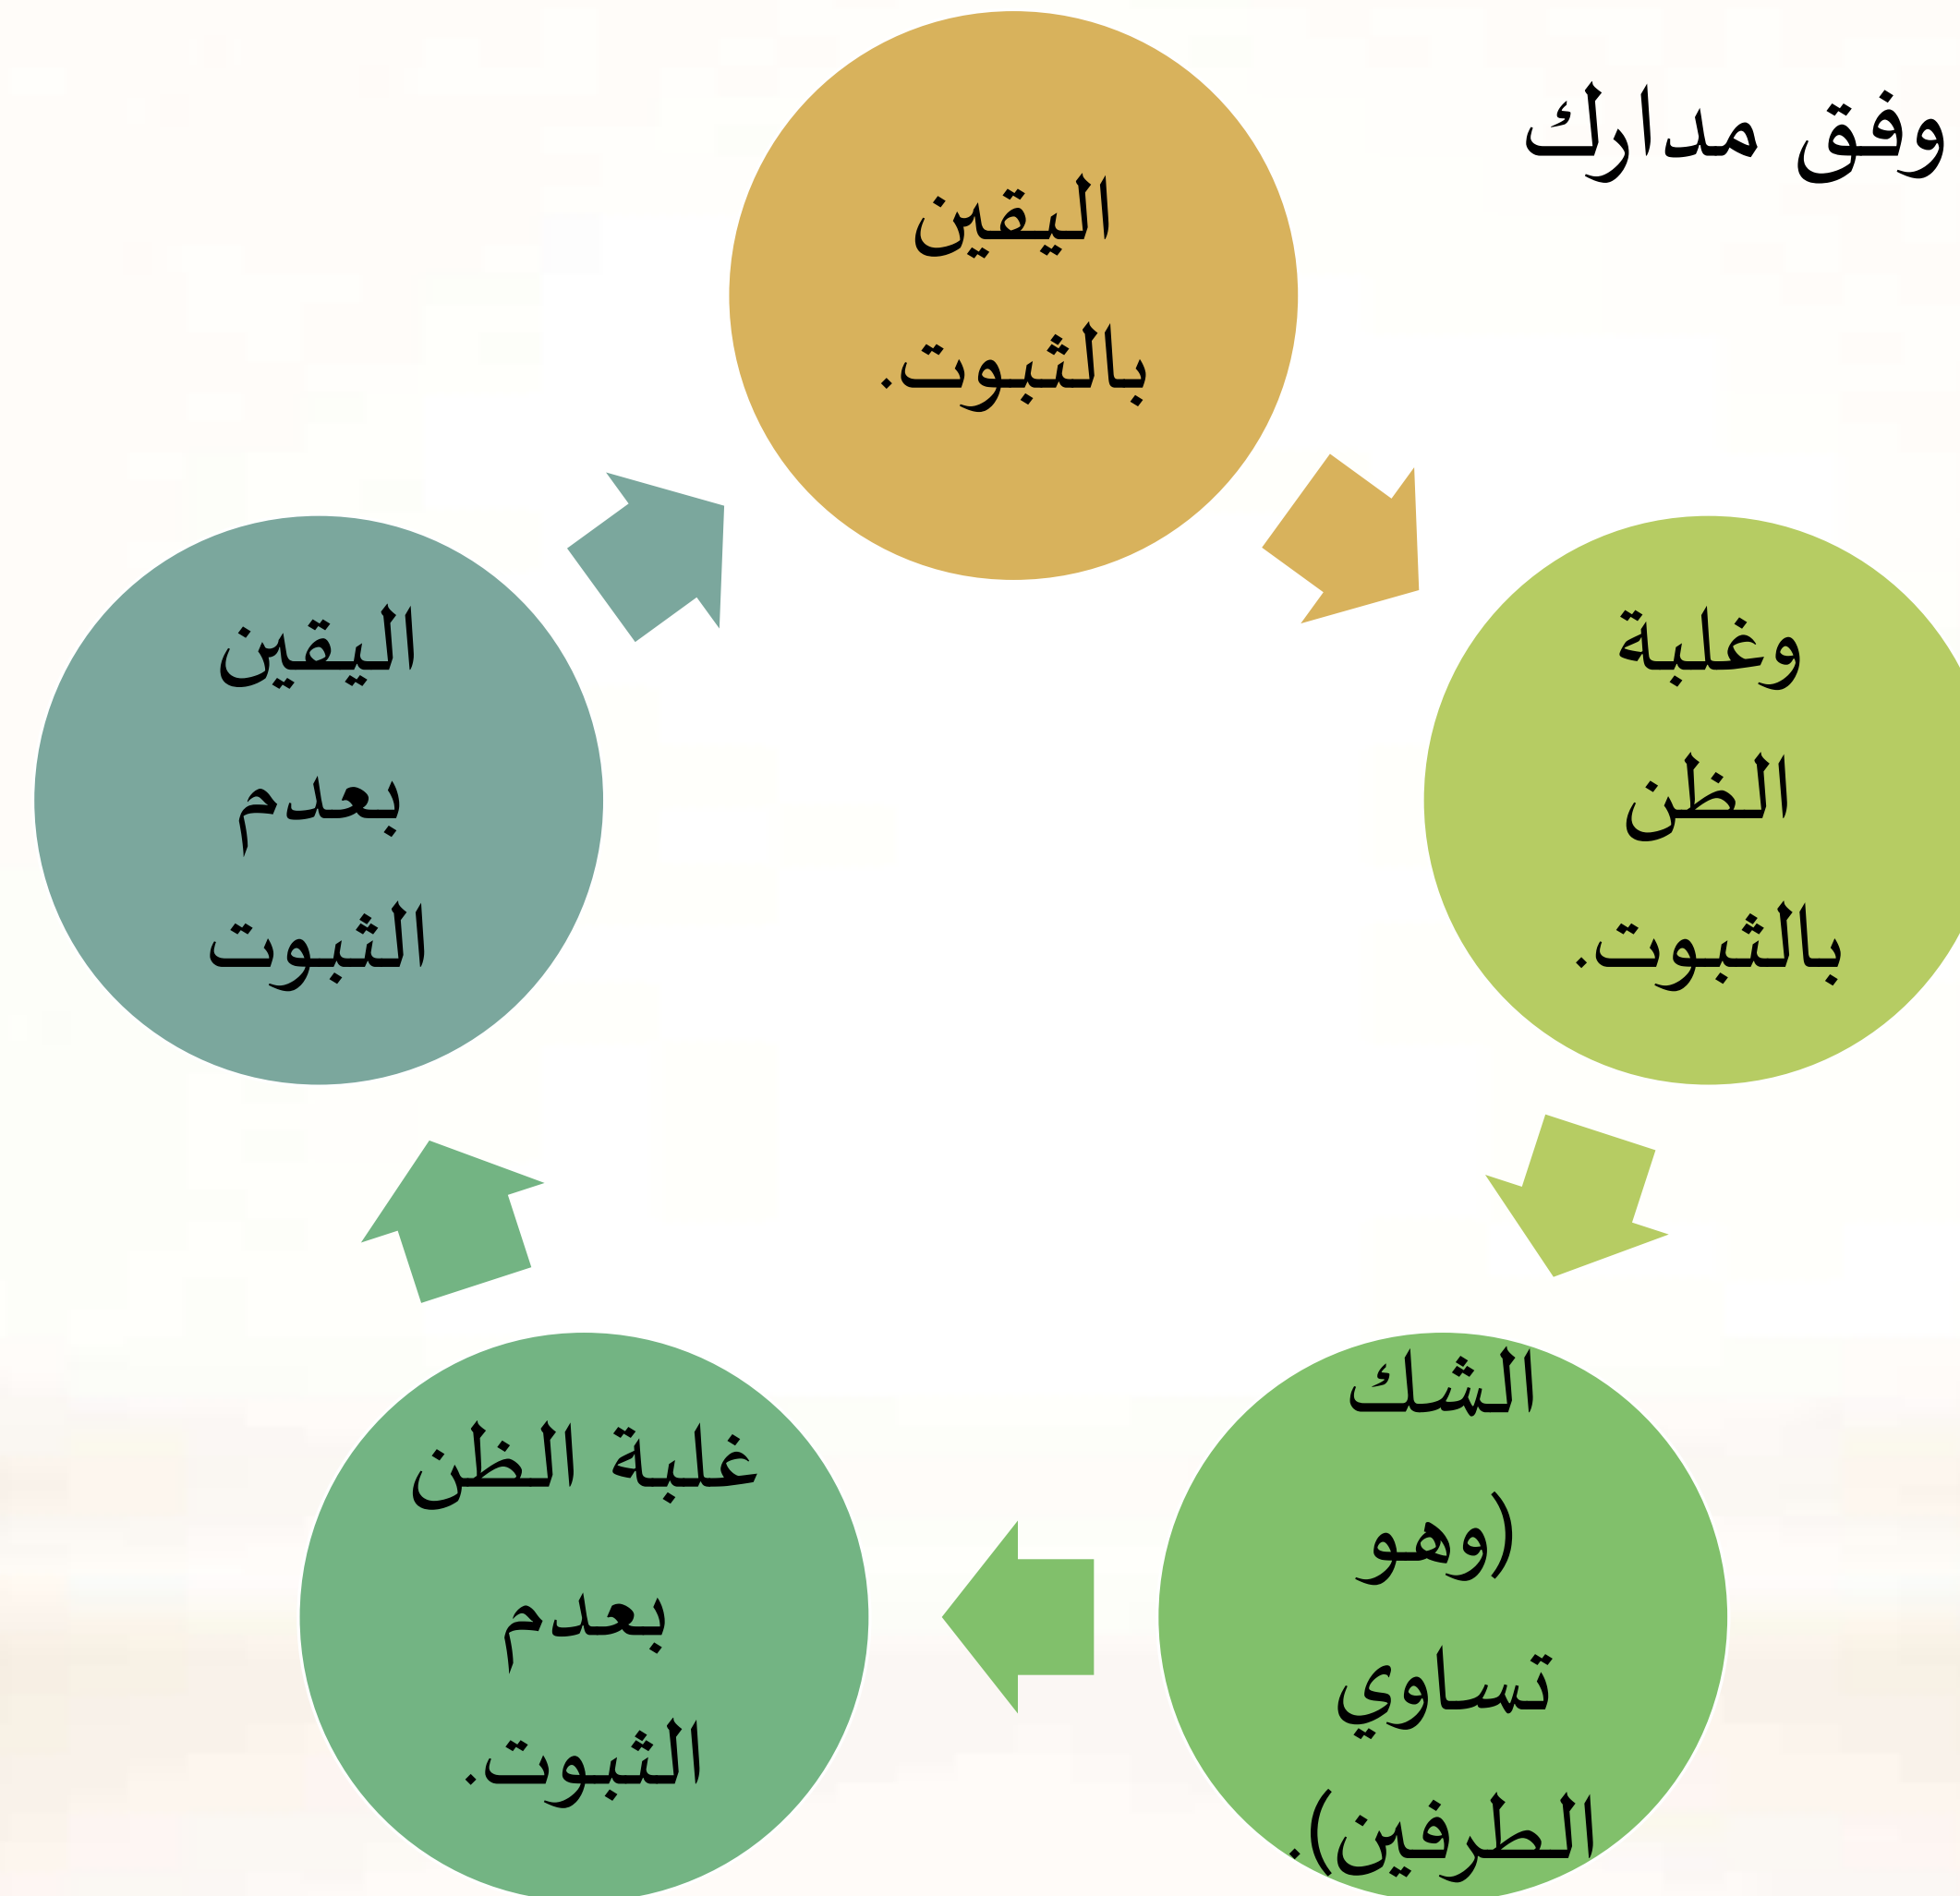 وفق مدارك
اليقين
بالثبوت.
وغلبة
الظن
بالثبوت.
الشك
(وهو
تساوي
الطرفين).
غلبة الظن
بعدم
الثبوت.
اليقين
بعدم
الثبوت